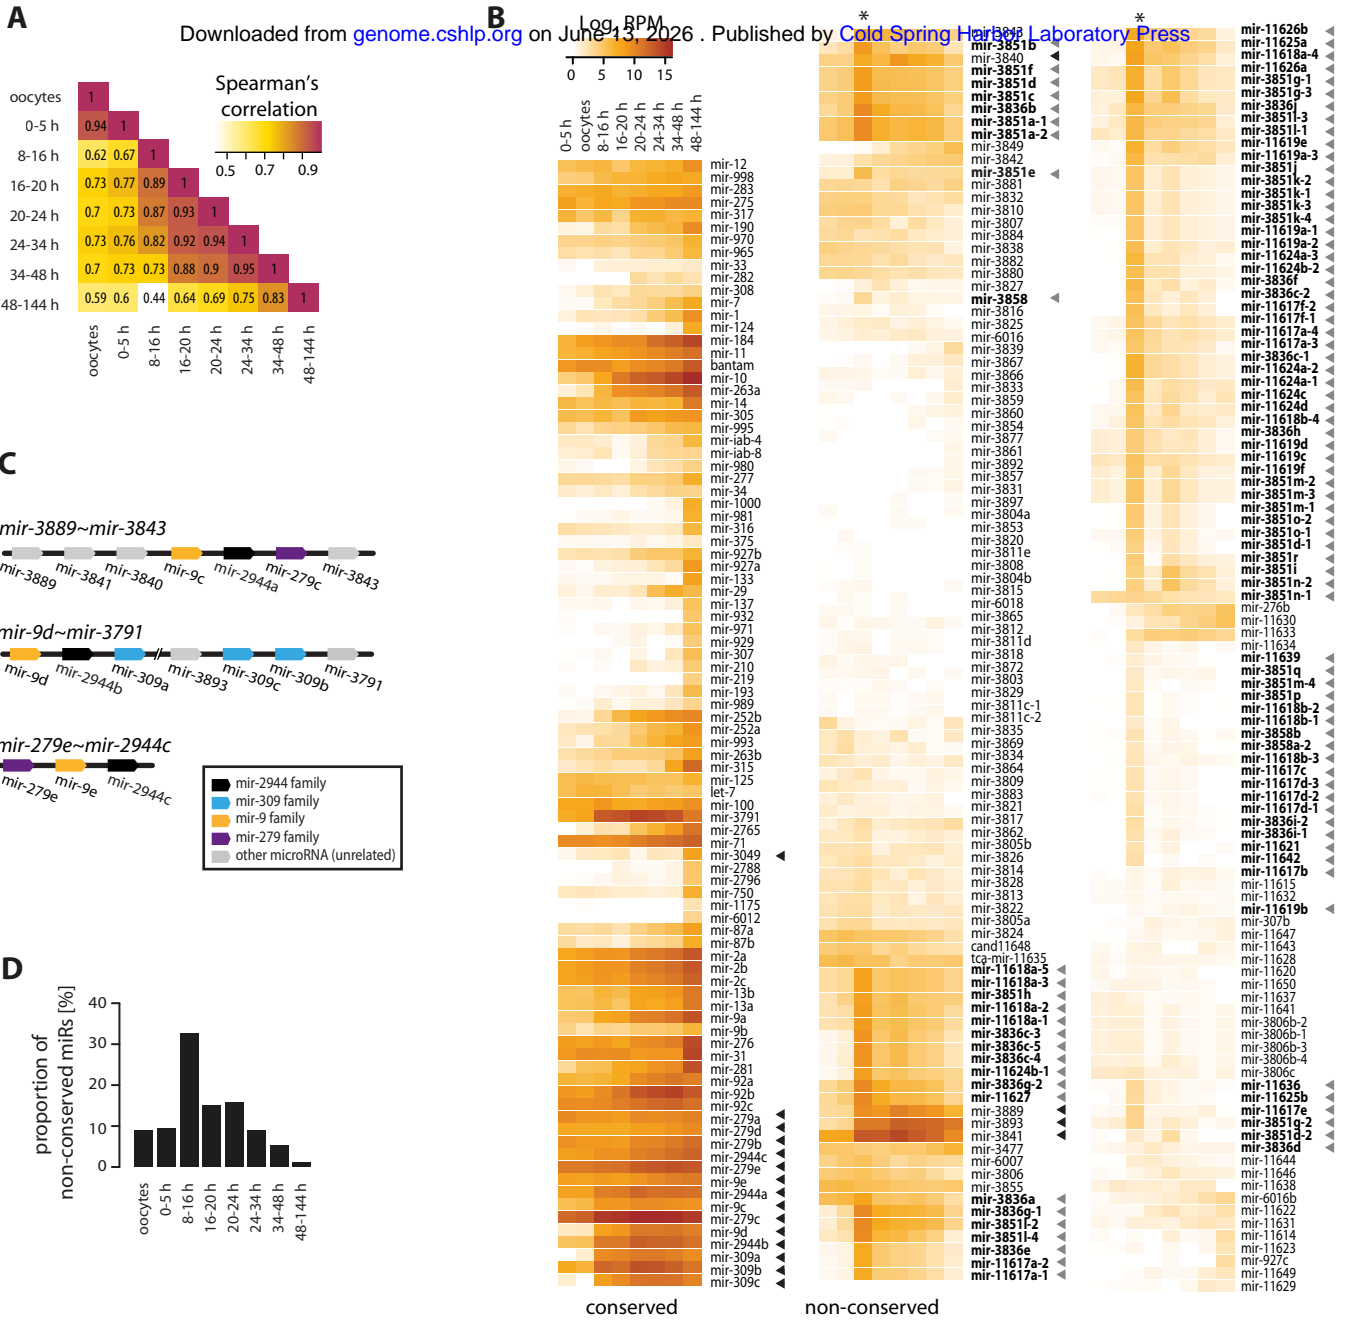 A
B
Downloaded from genome.cshlp.org on June 13, 2026 . Published by Cold Spring Harbor Laboratory Press
Spearman's
correlation
0.5 0.7 0.9
oocytes 1
0-5 h 0.94 1
8-16 h 0.62 0.67 1
16-20 h 0.73 0.77 0.89 1
20-24 h 0.7 0.73 0.87 0.93 1
24-34 h 0.73 0.76 0.82 0.92 0.94 1
34-48 h 0.7 0.73 0.73 0.88 0.9 0.95 1
48-144 h 0.59 0.6 0.44 0.64 0.69 0.75 0.83 1
oocytes 0-5 h 8-16 h 16-20 h 20-24 h 24-34 h 34-48 h 48-144 h
C
mir-3889~mir-3843
mir-3889 mir-3841 mir-3840 mir-9c mir-2944a mir-279c mir-3843
mir-9d~mir-3791
mir-9d mir-2944b mir-309a mir-3893 mir-309c mir-309b mir-3791
mir-279e~mir-2944c
mir-279e mir-9e mir-2944c
mir-2944 family
mir-309 family
mir-9 family
mir-279 family
other microRNA (unrelated)
D
proportion of
non-conserved miRs [%]
40
30
20
10
0
oocytes 0-5 h 8-16 h 16-20 h 20-24 h 24-34 h 34-48 h 48-144 h
Log RPM
0 5 10 15
0-5 h oocytes 8-16 h 16-20 h 20-24 h 24-34 h 34-48 h 48-144 h
mir-12
mir-998
mir-283
mir-275
mir-317
mir-190
mir-970
mir-965
mir-33
mir-282
mir-308
mir-7
mir-1
mir-124
mir-184
mir-11
bantam
mir-10
mir-263a
mir-14
mir-305
mir-995
mir-iab-4
mir-iab-8
mir-980
mir-277
mir-34
mir-1000
mir-981
mir-316
mir-375
mir-927b
mir-927a
mir-133
mir-29
mir-137
mir-932
mir-971
mir-929
mir-307
mir-210
mir-219
mir-193
mir-989
mir-252b
mir-252a
mir-993
mir-263b
mir-315
mir-125
let-7
mir-100
mir-3791
mir-2765
mir-71
mir-3049
mir-2788
mir-2796
mir-750
mir-1175
mir-6012
mir-87a
mir-87b
mir-2a
mir-2b
mir-2c
mir-13b
mir-13a
mir-9a
mir-9b
mir-276
mir-31
mir-281
mir-92a
mir-92b
mir-92c
mir-279a
mir-279d
mir-279b
mir-2944c
mir-279e
mir-9e
mir-2944a
mir-9c
mir-279c
mir-9d
mir-2944b
mir-309a
mir-309b
mir-309c
conserved
*
mir-3843
mir-3851b
mir-3840
mir-3851f
mir-3851d
mir-3851c
mir-3836b
mir-3851a-1
mir-3851a-2
mir-3849
mir-3842
mir-3851e
mir-3881
mir-3832
mir-3810
mir-3807
mir-3884
mir-3838
mir-3882
mir-3880
mir-3827
mir-3858
mir-3816
mir-3825
mir-6016
mir-3839
mir-3867
mir-3866
mir-3833
mir-3859
mir-3860
mir-3854
mir-3877
mir-3861
mir-3892
mir-3857
mir-3831
mir-3897
mir-3804a
mir-3853
mir-3820
mir-3811e
mir-3808
mir-3804b
mir-3815
mir-6018
mir-3865
mir-3812
mir-3811d
mir-3818
mir-3872
mir-3803
mir-3829
mir-3811c-1
mir-3811c-2
mir-3835
mir-3869
mir-3834
mir-3864
mir-3809
mir-3883
mir-3821
mir-3817
mir-3862
mir-3805b
mir-3826
mir-3814
mir-3828
mir-3813
mir-3822
mir-3805a
mir-3824
cand11648
tca-mir-11635
mir-11618a-5
mir-11618a-3
mir-3851h
mir-11618a-2
mir-11618a-1
mir-3836c-3
mir-3836c-5
mir-3836c-4
mir-11624b-1
mir-3836g-2
mir-11627
mir-3889
mir-3893
mir-3841
mir-3477
mir-6007
mir-3806
mir-3855
mir-3836a
mir-3836g-1
mir-3851l-2
mir-3851l-4
mir-3836e
mir-11617a-2
mir-11617a-1
non-conserved
*
mir-11626b
mir-11625a
mir-11618a-4
mir-11626a
mir-3851g-1
mir-3851g-3
mir-3836j
mir-3851l-3
mir-3851l-1
mir-11619e
mir-11619a-3
mir-3851j
mir-3851k-2
mir-3851k-1
mir-3851k-3
mir-3851k-4
mir-11619a-1
mir-11619a-2
mir-11624a-3
mir-11624b-2
mir-3836f
mir-3836c-2
mir-11617f-2
mir-11617f-1
mir-11617a-4
mir-11617a-3
mir-3836c-1
mir-11624a-2
mir-11624a-1
mir-11624c
mir-11624d
mir-11618b-4
mir-3836h
mir-11619d
mir-11619c
mir-11619f
mir-3851m-2
mir-3851m-3
mir-3851m-1
mir-3851o-2
mir-3851o-1
mir-3851d-1
mir-3851r
mir-3851i
mir-3851n-2
mir-3851n-1
mir-276b
mir-11630
mir-11633
mir-11634
mir-11639
mir-3851q
mir-3851m-4
mir-3851p
mir-11618b-2
mir-11618b-1
mir-3858b
mir-3858a-2
mir-11618b-3
mir-11617c
mir-11617d-3
mir-11617d-2
mir-11617d-1
mir-3836i-2
mir-3836i-1
mir-11621
mir-11642
mir-11617b
mir-11615
mir-11632
mir-11619b
mir-307b
mir-11647
mir-11643
mir-11628
mir-11620
mir-11650
mir-11637
mir-11641
mir-3806b-2
mir-3806b-1
mir-3806b-3
mir-3806b-4
mir-3806c
mir-11636
mir-11625b
mir-11617e
mir-3851g-2
mir-3851d-2
mir-3836d
mir-11644
mir-11646
mir-11638
mir-6016b
mir-11622
mir-11631
mir-11614
mir-11623
mir-927c
mir-11649
mir-11629